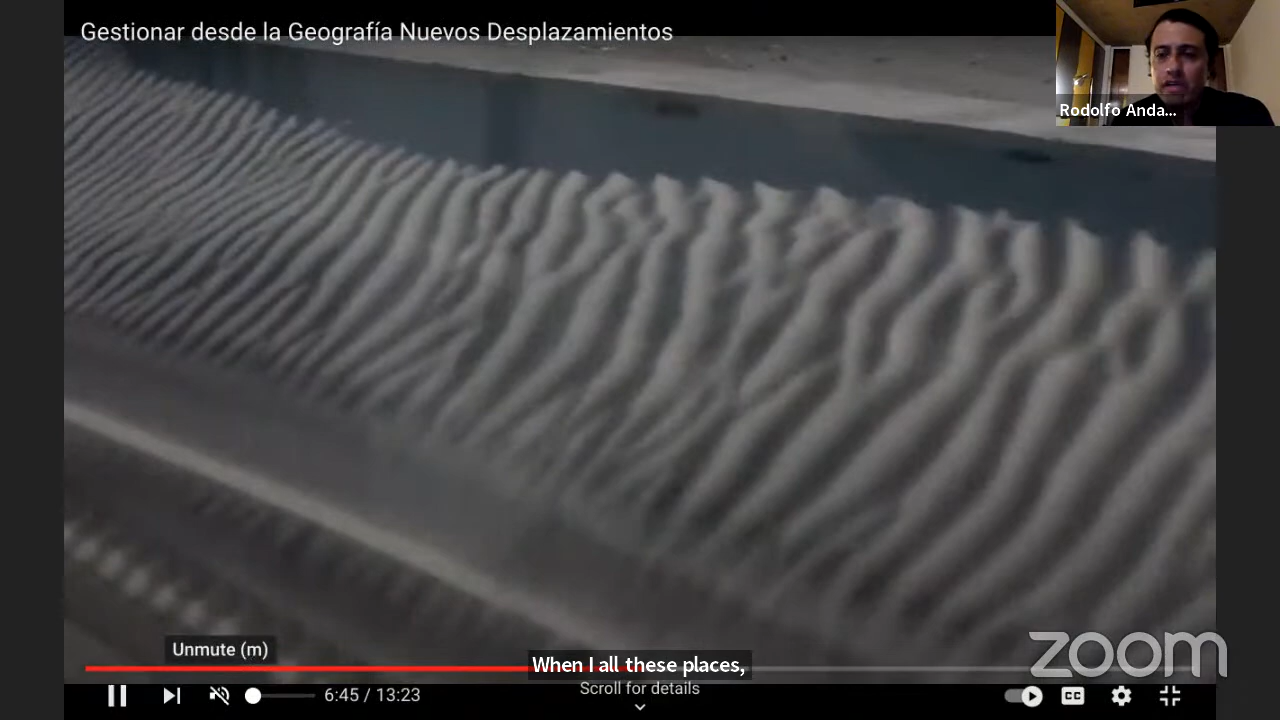 Gestionar desde la Geografía Nuevos Desplazamientos
Rodolfo Anda...
Unmute (m)
When I all these places,
zoom
6:45 / 13:23
Scroll for details
CC